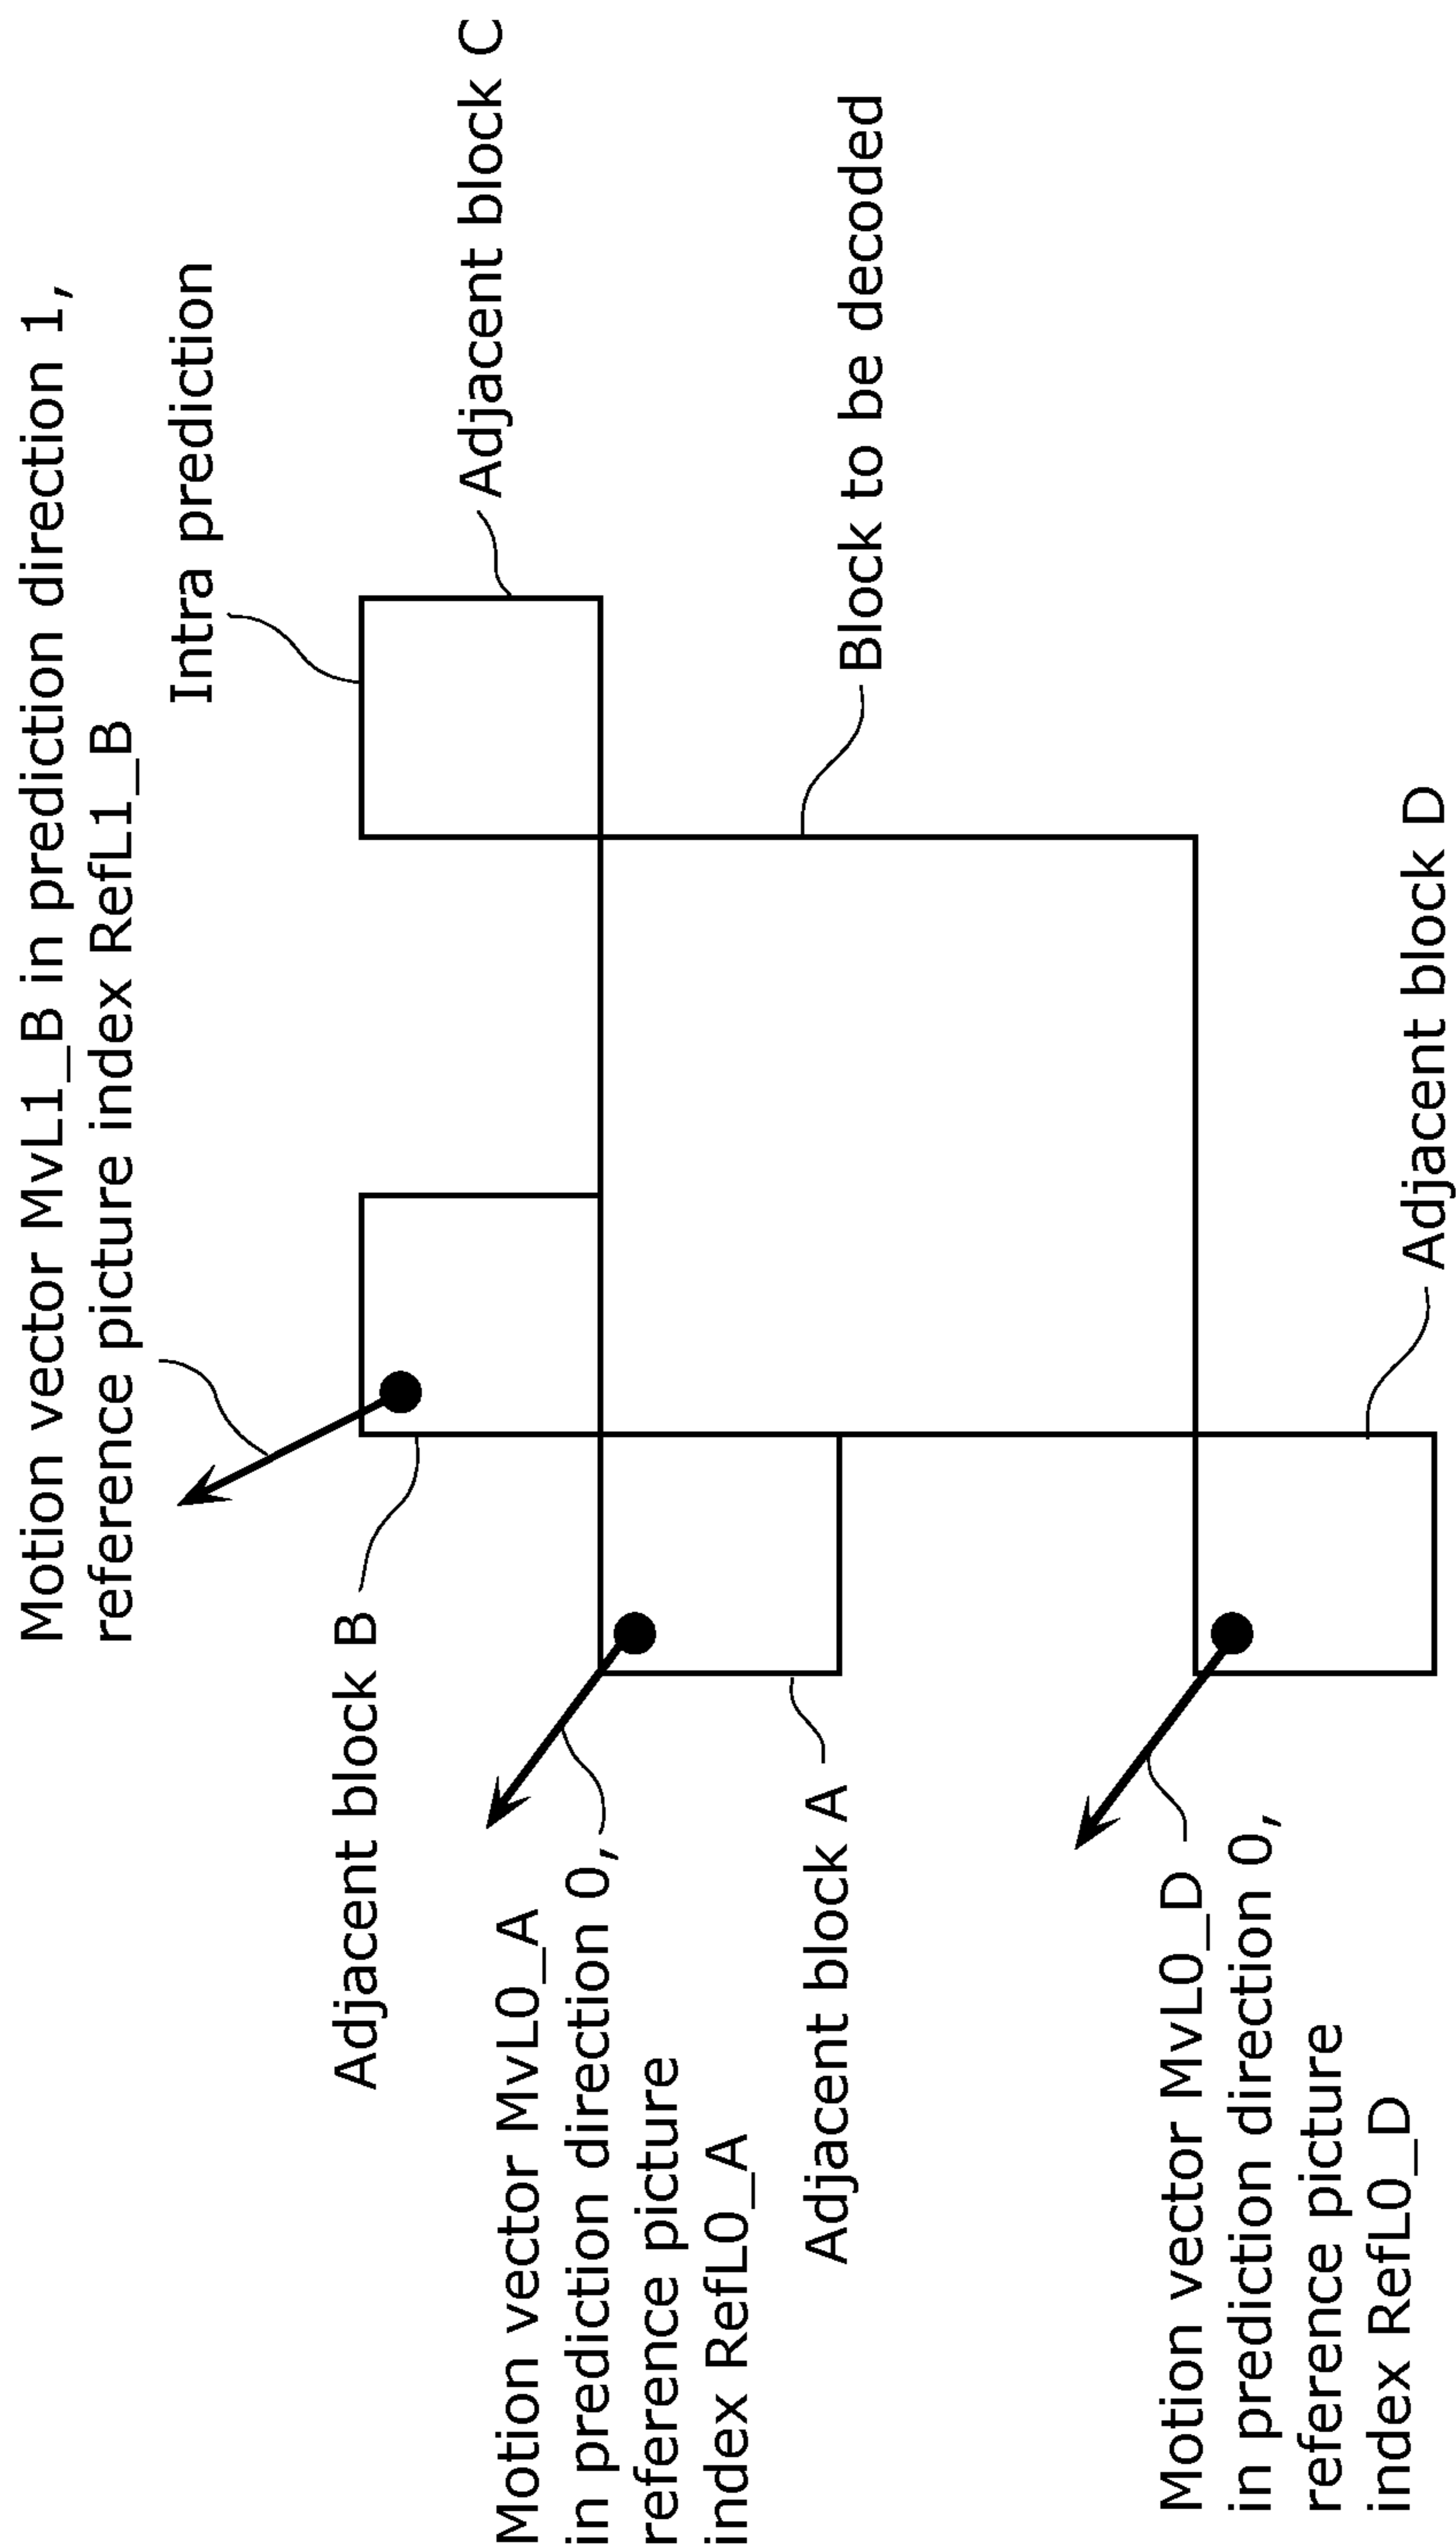 Motion vector MvL1_B in prediction direction 1,
reference picture index RefL1_B
Intra prediction
Adjacent block B
Adjacent block C
Motion vector MvL0_A
in prediction direction 0,
reference picture
index RefL0_A
Adjacent block A
Block to be decoded
Motion vector MvL0_D
in prediction direction 0,
reference picture
index RefL0_D
Adjacent block D